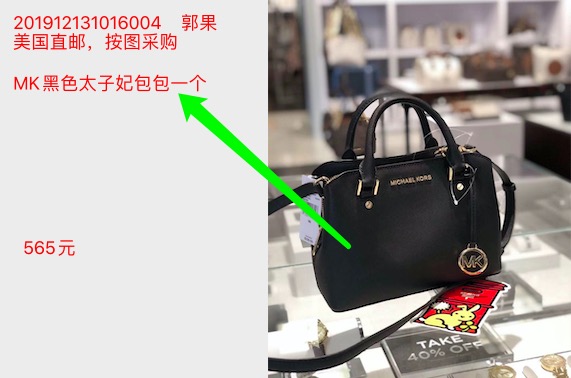 201912131016004 郭果
美国直邮，按图采购
MK黑色太子妃包包一个
565元
MICHAEL KORS
MK
TAKE
40% OFF